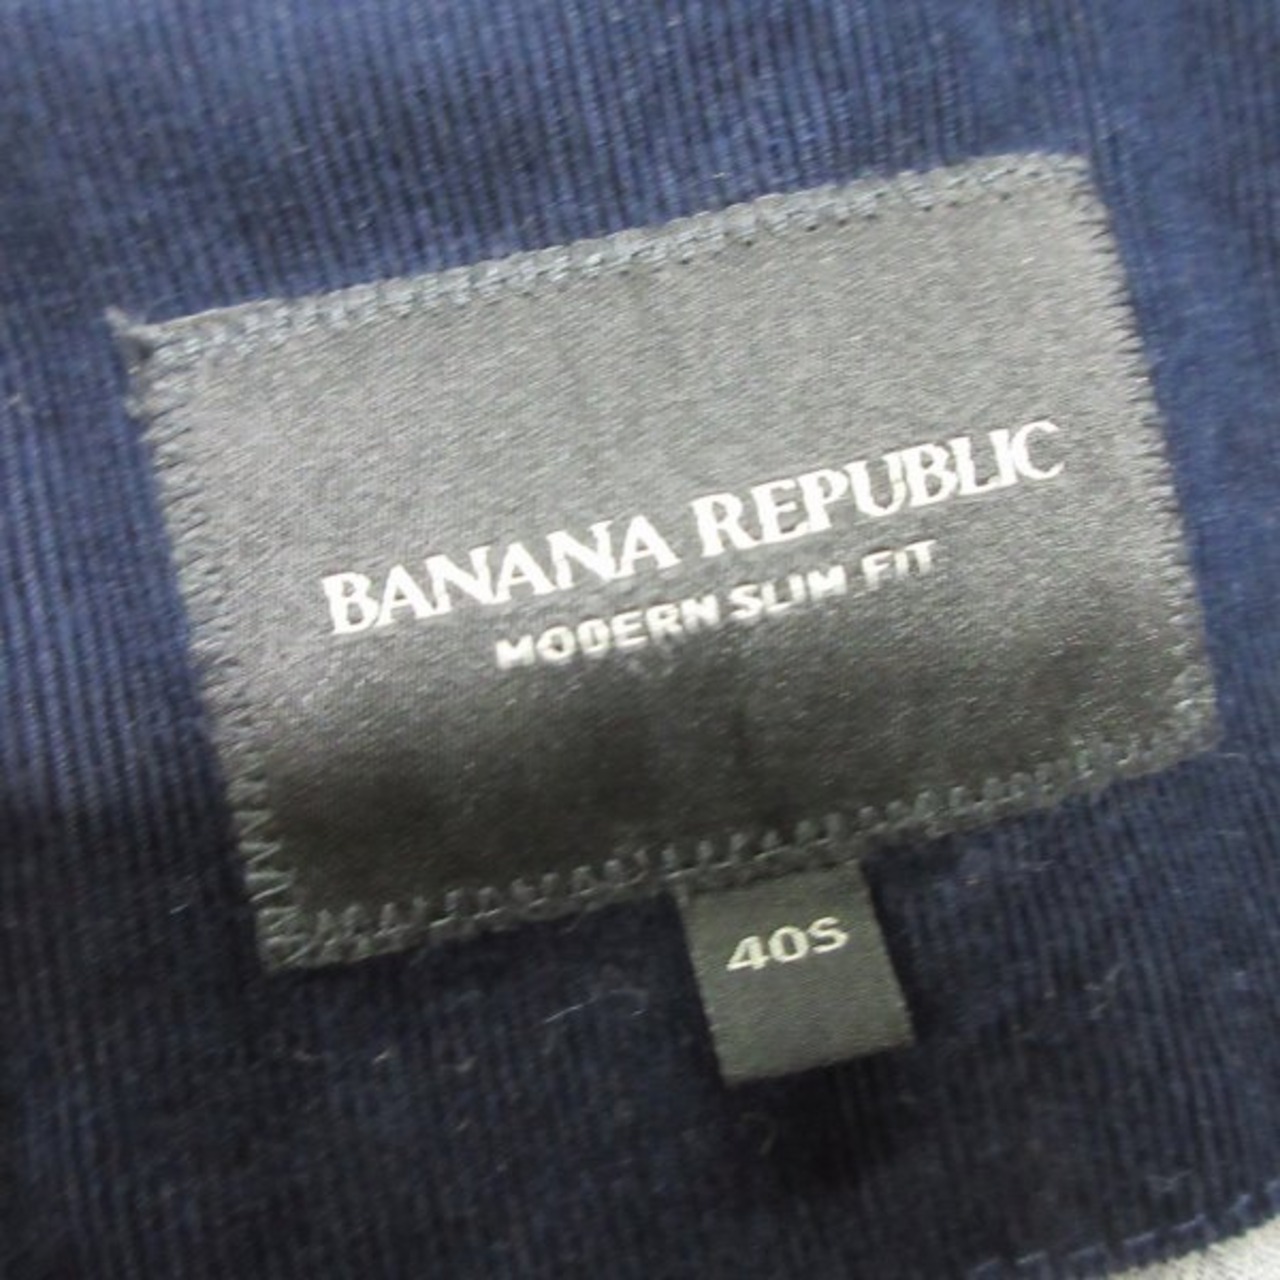 BANANA REPUBLIC
MODERN SLIM FIT
40S